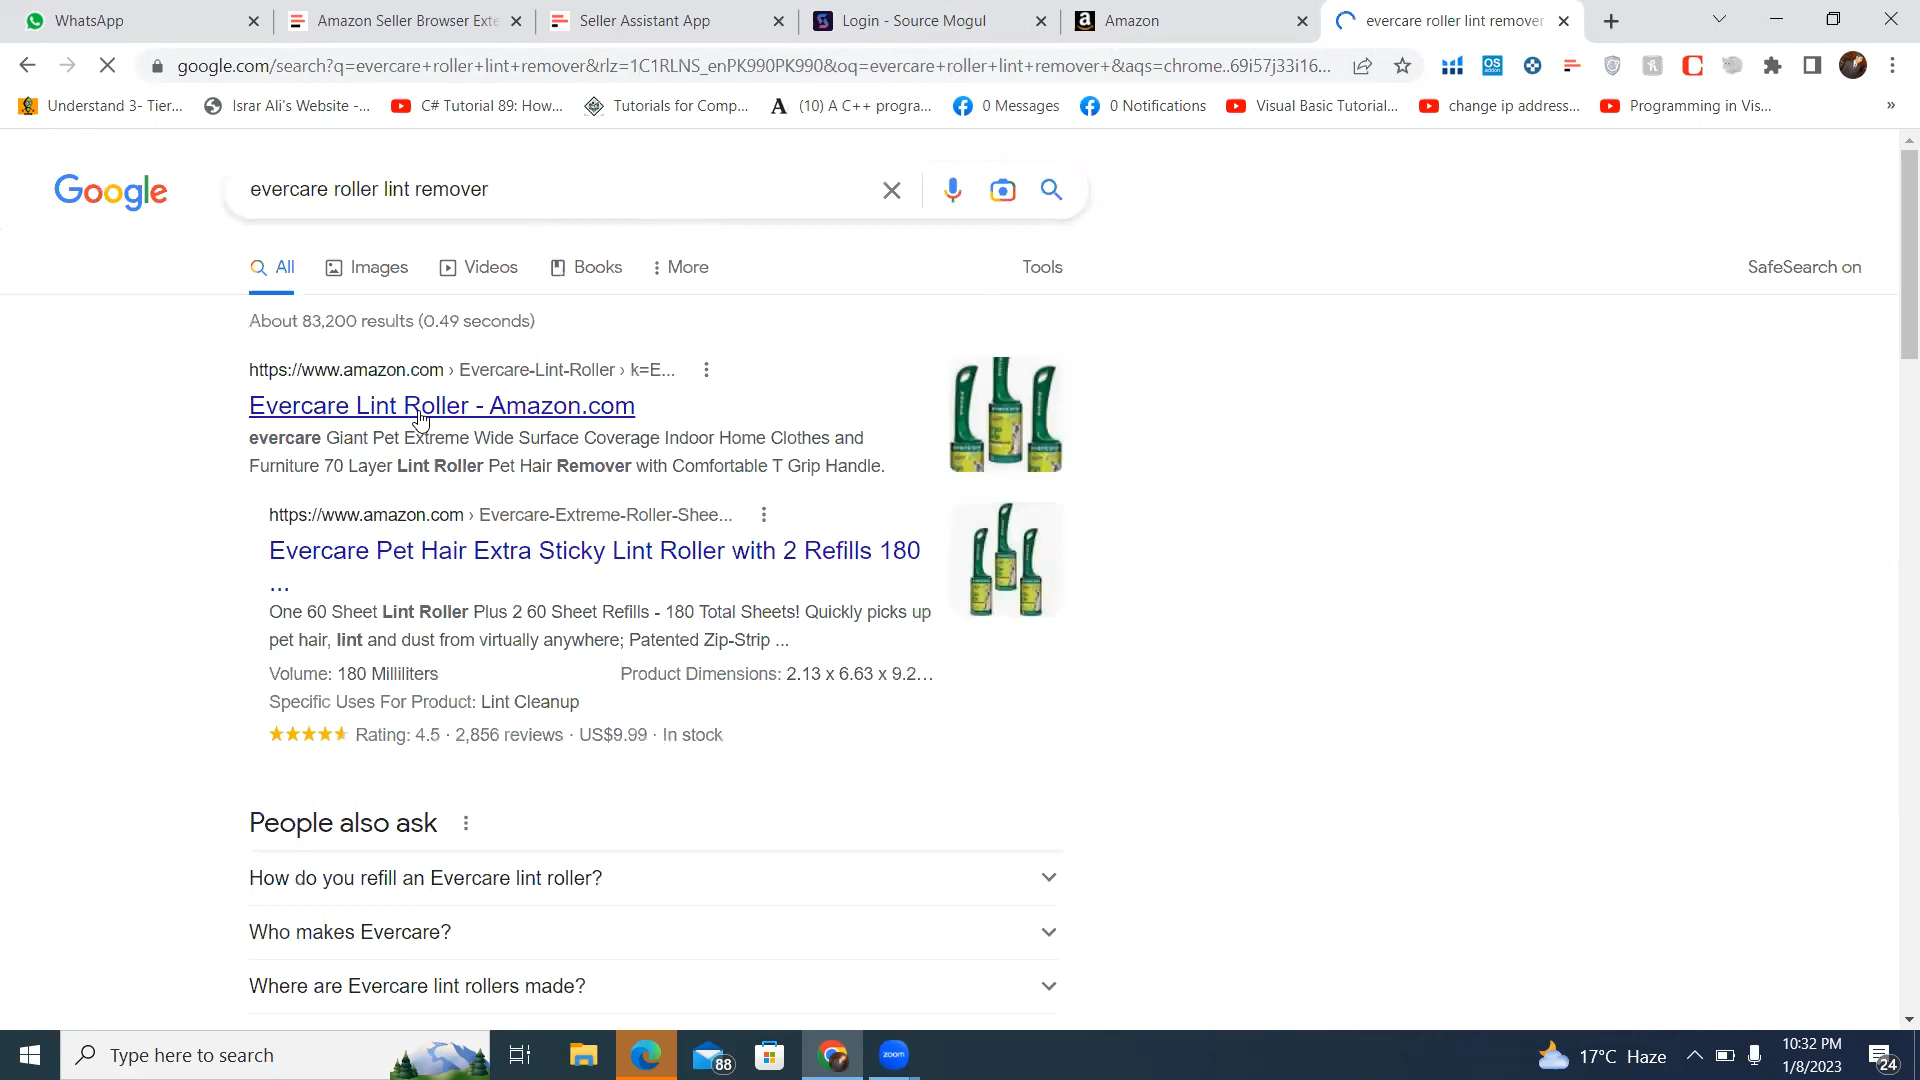 WhatsApp
Amazon Seller Browser Exte
Seller Assistant App
Login - Source Mogul
Amazon
evercare roller lint remover
google.com/search?q=evercare+roller+lint+remover&rlz=1C1RLNS_enPK990PK990&oq=evercare+roller+lint+remover+&aqs=chrome..69i57j33i16...
Understand 3- Tier...
Israr Ali's Website -...
C# Tutorial 89: How...
Tutorials for Comp...
(10) A C++ progra...
0 Messages
0 Notifications
Visual Basic Tutorial...
change ip address...
Programming in Vis...
»
Google
evercare roller lint remover
All
Images
Videos
Books
More
Tools
SafeSearch on
About 83,200 results (0.49 seconds)
https://www.amazon.com › Evercare-Lint-Roller › k=E...
Evercare Lint Roller - Amazon.com
evercare Giant Pet Extreme Wide Surface Coverage Indoor Home Clothes and
Furniture 70 Layer Lint Roller Pet Hair Remover with Comfortable T Grip Handle.
https://www.amazon.com › Evercare-Extreme-Roller-Shee...
Evercare Pet Hair Extra Sticky Lint Roller with 2 Refills 180
...
One 60 Sheet Lint Roller Plus 2 60 Sheet Refills - 180 Total Sheets! Quickly picks up
pet hair, lint and dust from virtually anywhere; Patented Zip-Strip ...
Volume: 180 Milliliters
Product Dimensions: 2.13 x 6.63 x 9.2...
Specific Uses For Product: Lint Cleanup
Rating: 4.5 · 2,856 reviews · US$9.99 · In stock
People also ask
How do you refill an Evercare lint roller?
Who makes Evercare?
Where are Evercare lint rollers made?
Type here to search
88
zoom
17°C Haze
10:32 PM
1/8/2023
24